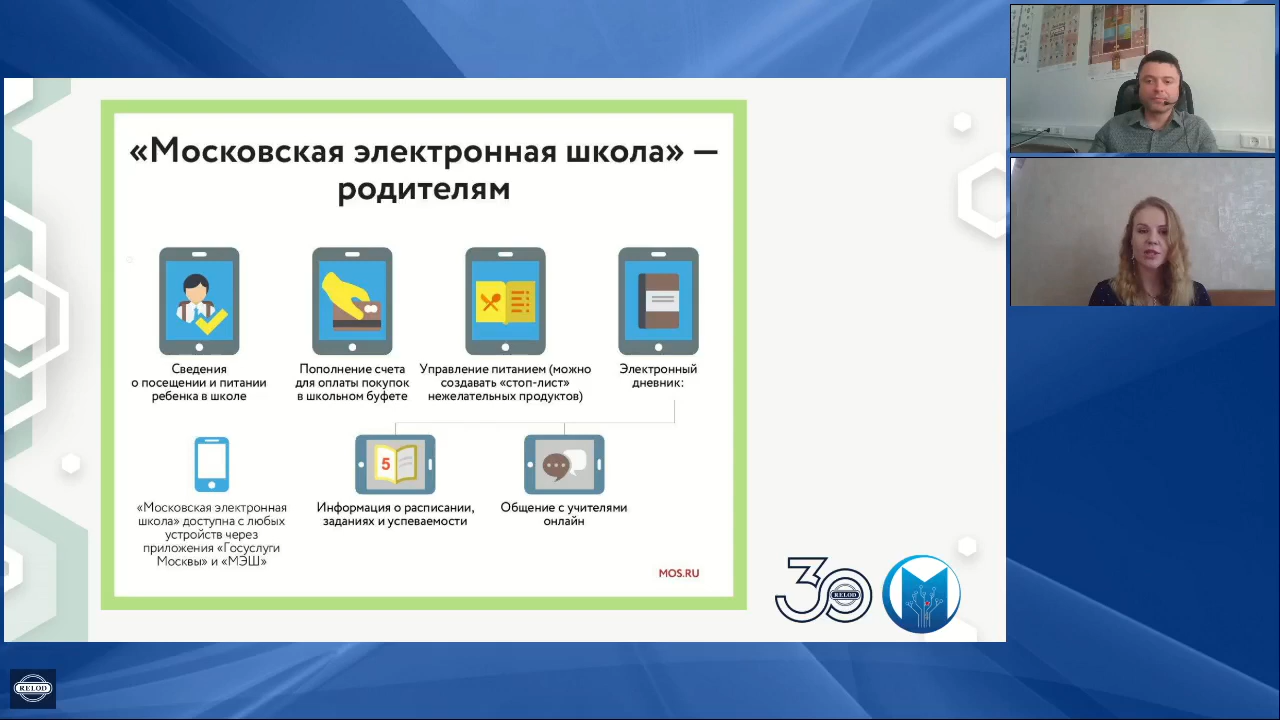 «Московская электронная школа» —
родителям
Сведения
о посещении и питании
ребенка в школе
Пополнение счета
для оплаты покупок
в школьном буфете
Управление питанием (можно
создавать «стоп-лист»
нежелательных продуктов)
Электронный
дневник:
5
«Московская электронная
школа» доступна с любых
устройств через
приложения «Госуслуги
Москвы» и «МЭШ»
Информация о расписании,
заданиях и успеваемости
Общение с учителями
онлайн
MOS.RU
30
RELOD
М
RELOD